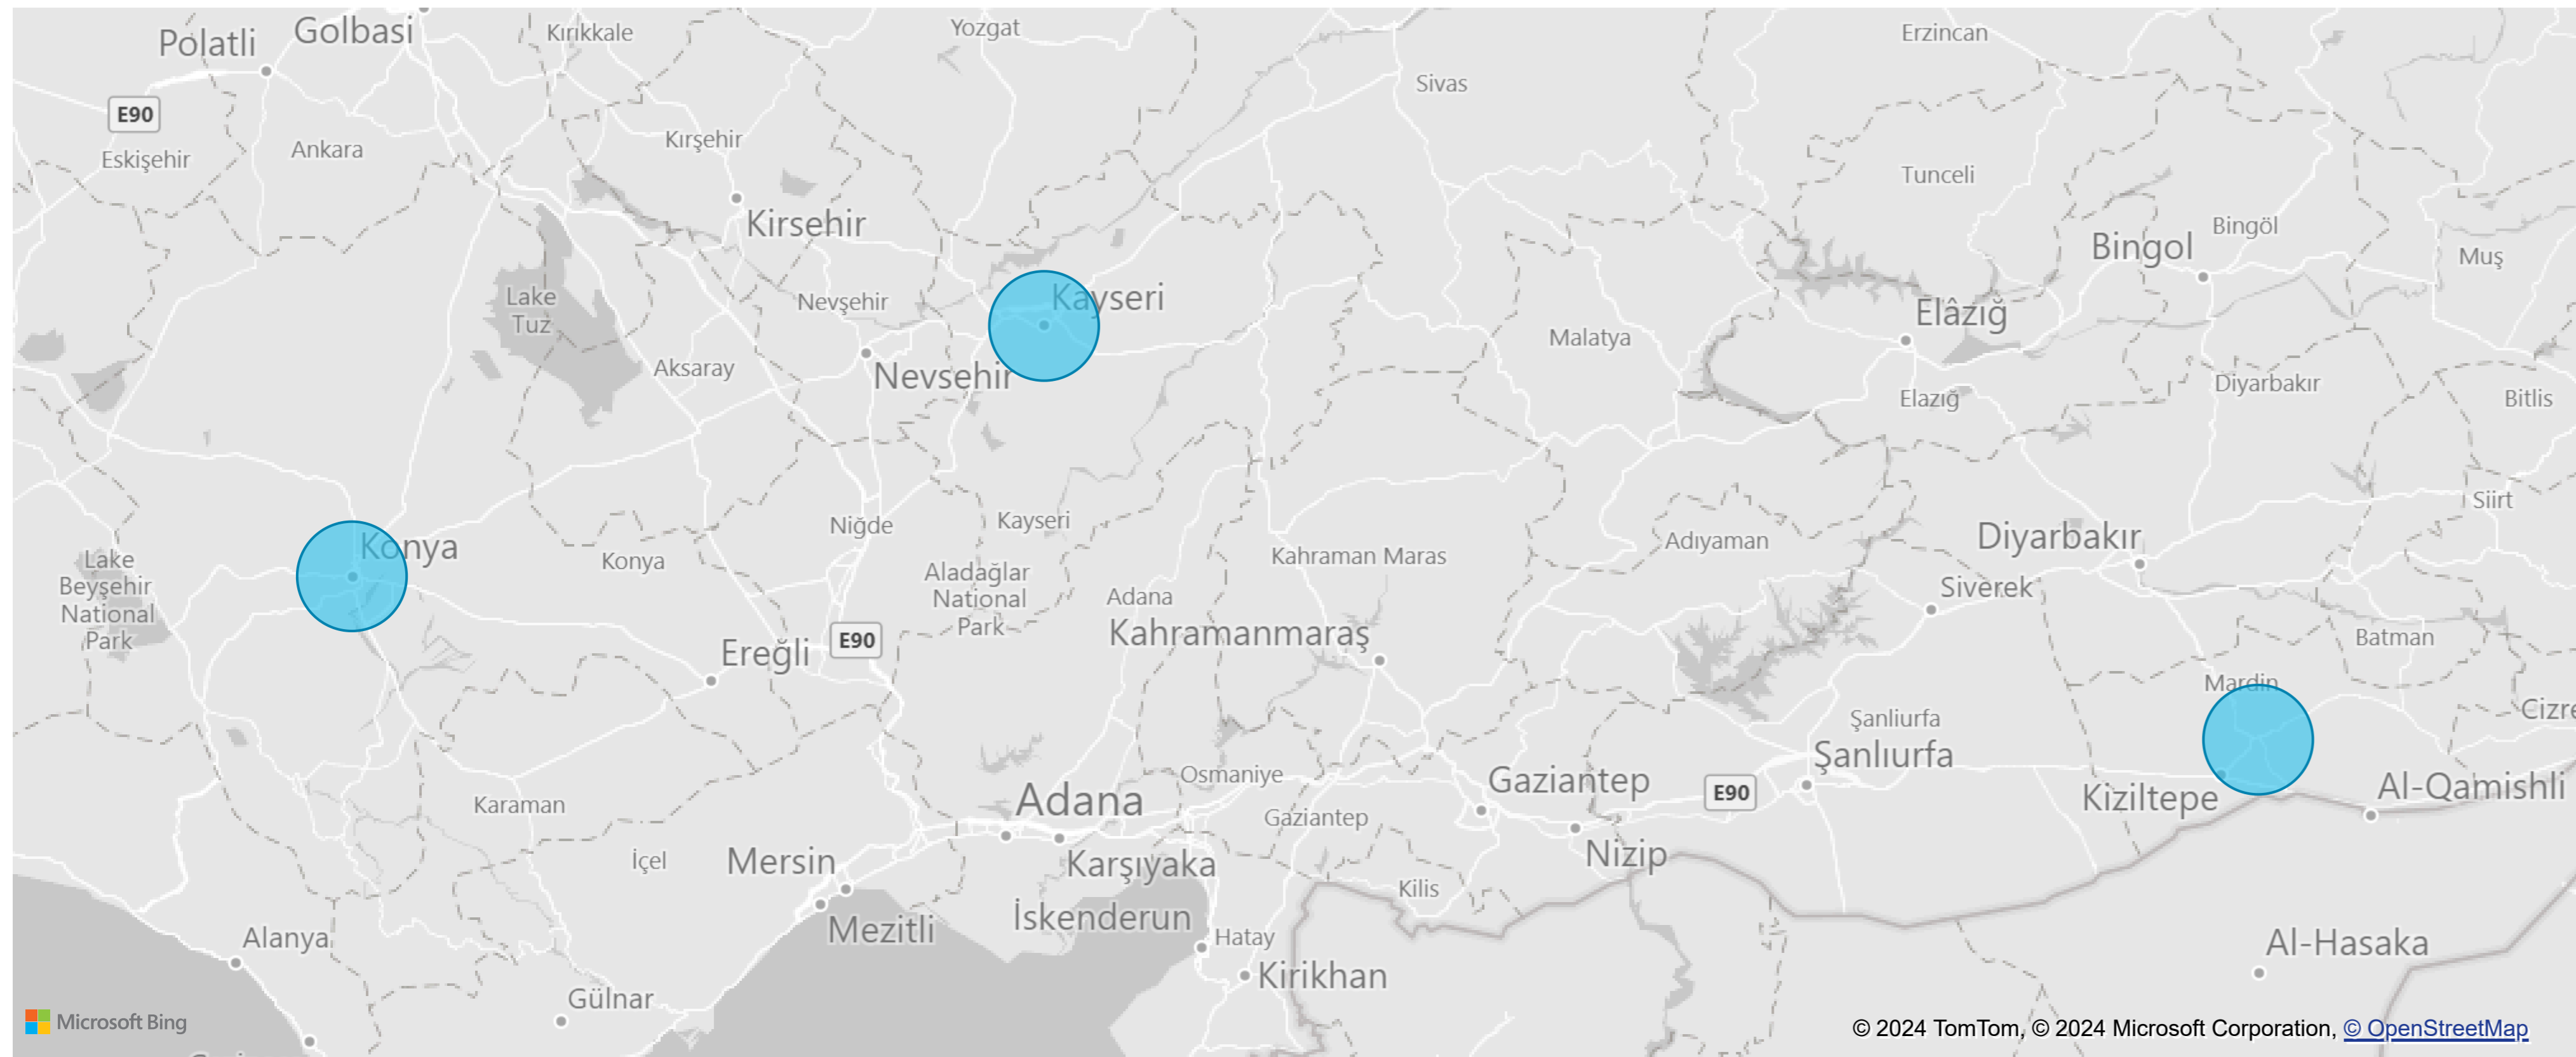 Polatli
Golbasi
Kırıkkale
Yozgat
Erzincan
Sivas
E90
Eskişehir
Ankara
Kırşehir
Tunceli
Kirsehir
Bingol
Bingöl
Muş
Lake
Tuz
Nevşehir
Kayseri
Elâzığ
Malatya
Aksaray
Nevsehir
Elazığ
Diyarbakır
Bitlis
Siirt
Konya
Niğde
Kayseri
Konya
Lake
Beyşehir
National
Park
Aladağlar
National
Park
Kahraman Maras
Adıyaman
Diyarbakır
Siverek
Adana
Kahramanmaraş
Ereğli
E90
Batman
Mardin
Cizre
Şanliurfa
Şanlıurfa
Osmaniye
Gaziantep
E90
Kiziltepe
Al-Qamishli
Karaman
Adana
Gaziantep
İçel
Mersin
Karşıyaka
Nizip
Kilis
Mezitli
İskenderun
Hatay
Alanya
Kirikhan
Al-Hasaka
Gülnar
Microsoft Bing
© 2024 TomTom, © 2024 Microsoft Corporation, © OpenStreetMap